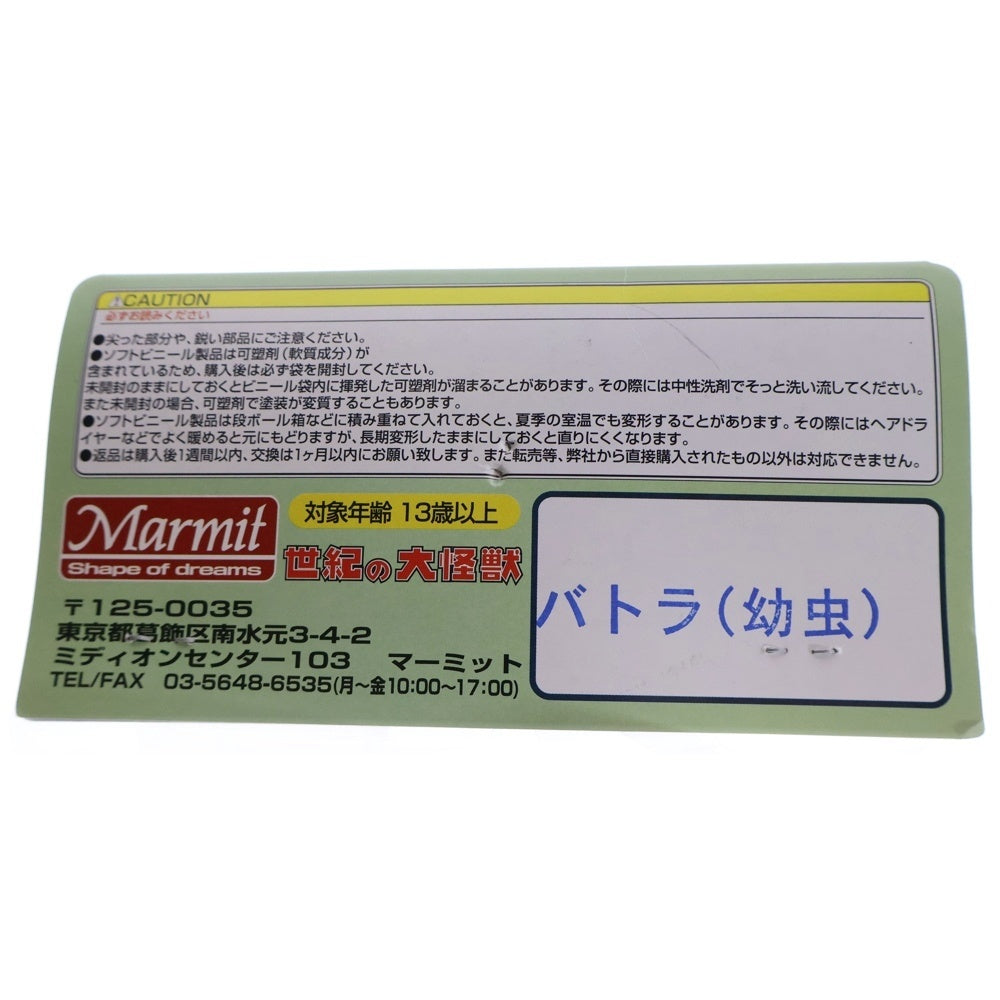 ⚠CAUTION
必ずお読みください
●尖った部分や、鋭い部品にご注意ください。
●ソフトビニール製品は可塑剤（軟質成分）が
含まれているため、購入後は必ず袋を開封してください。
未開封のままにしておくとビニール袋内に揮発した可塑剤が溜まることがあります。その際には中性洗剤でそっと洗い流してください。
また未開封の場合、可塑剤で塗装が変質することもあります。
●ソフトビニール製品は段ボール箱などに積み重ねて入れておくと、夏季の室温でも変形することがあります。その際にはヘアドラ
イヤーなどでよく暖めると元にもどりますが、長期変形したままにしておくと直りにくくなります。
●返品は購入後1週間以内、交換は1ヶ月以内にお願い致します。また転売等、弊社から直接購入されたもの以外は対応できません。
Marmit
Shape of dreams
対象年齢 13歳以上
世紀の大怪獣
〒125-0035
東京都葛飾区南水元3-4-2
ミディオンセンター103 マーミット
TEL/FAX 03-5648-6535(月～金10:00～17:00)
バトラ(幼虫)